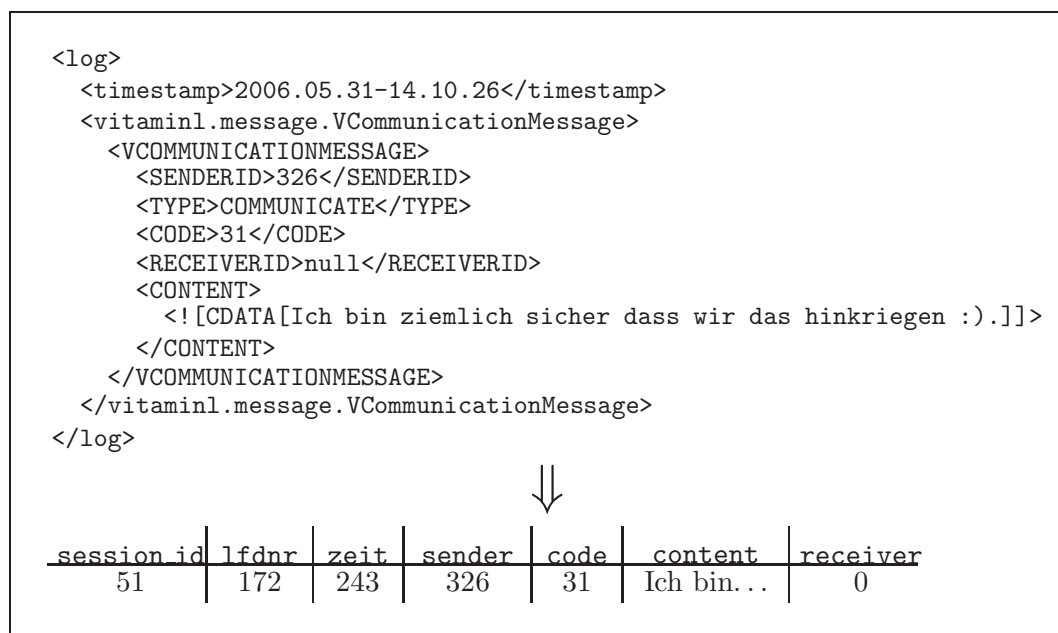 <log>
<timestamp>2006.05.31-14.10.26</timestamp>
<vitaminl.message.VCommunicationMessage>
<VCOMMUNICATIONMESSAGE>
<SENDERID>326</SENDERID>
<TYPE>COMMUNICATE</TYPE>
<CODE>31</CODE>
<RECEIVERID>null</RECEIVERID>
<CONTENT>
<![CDATA[Ich bin ziemlich sicher dass wir das hinkriegen :).]]>
</CONTENT>
</VCOMMUNICATIONMESSAGE>
</vitaminl.message.VCommunicationMessage>
</log>
⇓
session_id lfdnr zeit sender code content receiver
51 172 243 326 31 Ich bin... 0